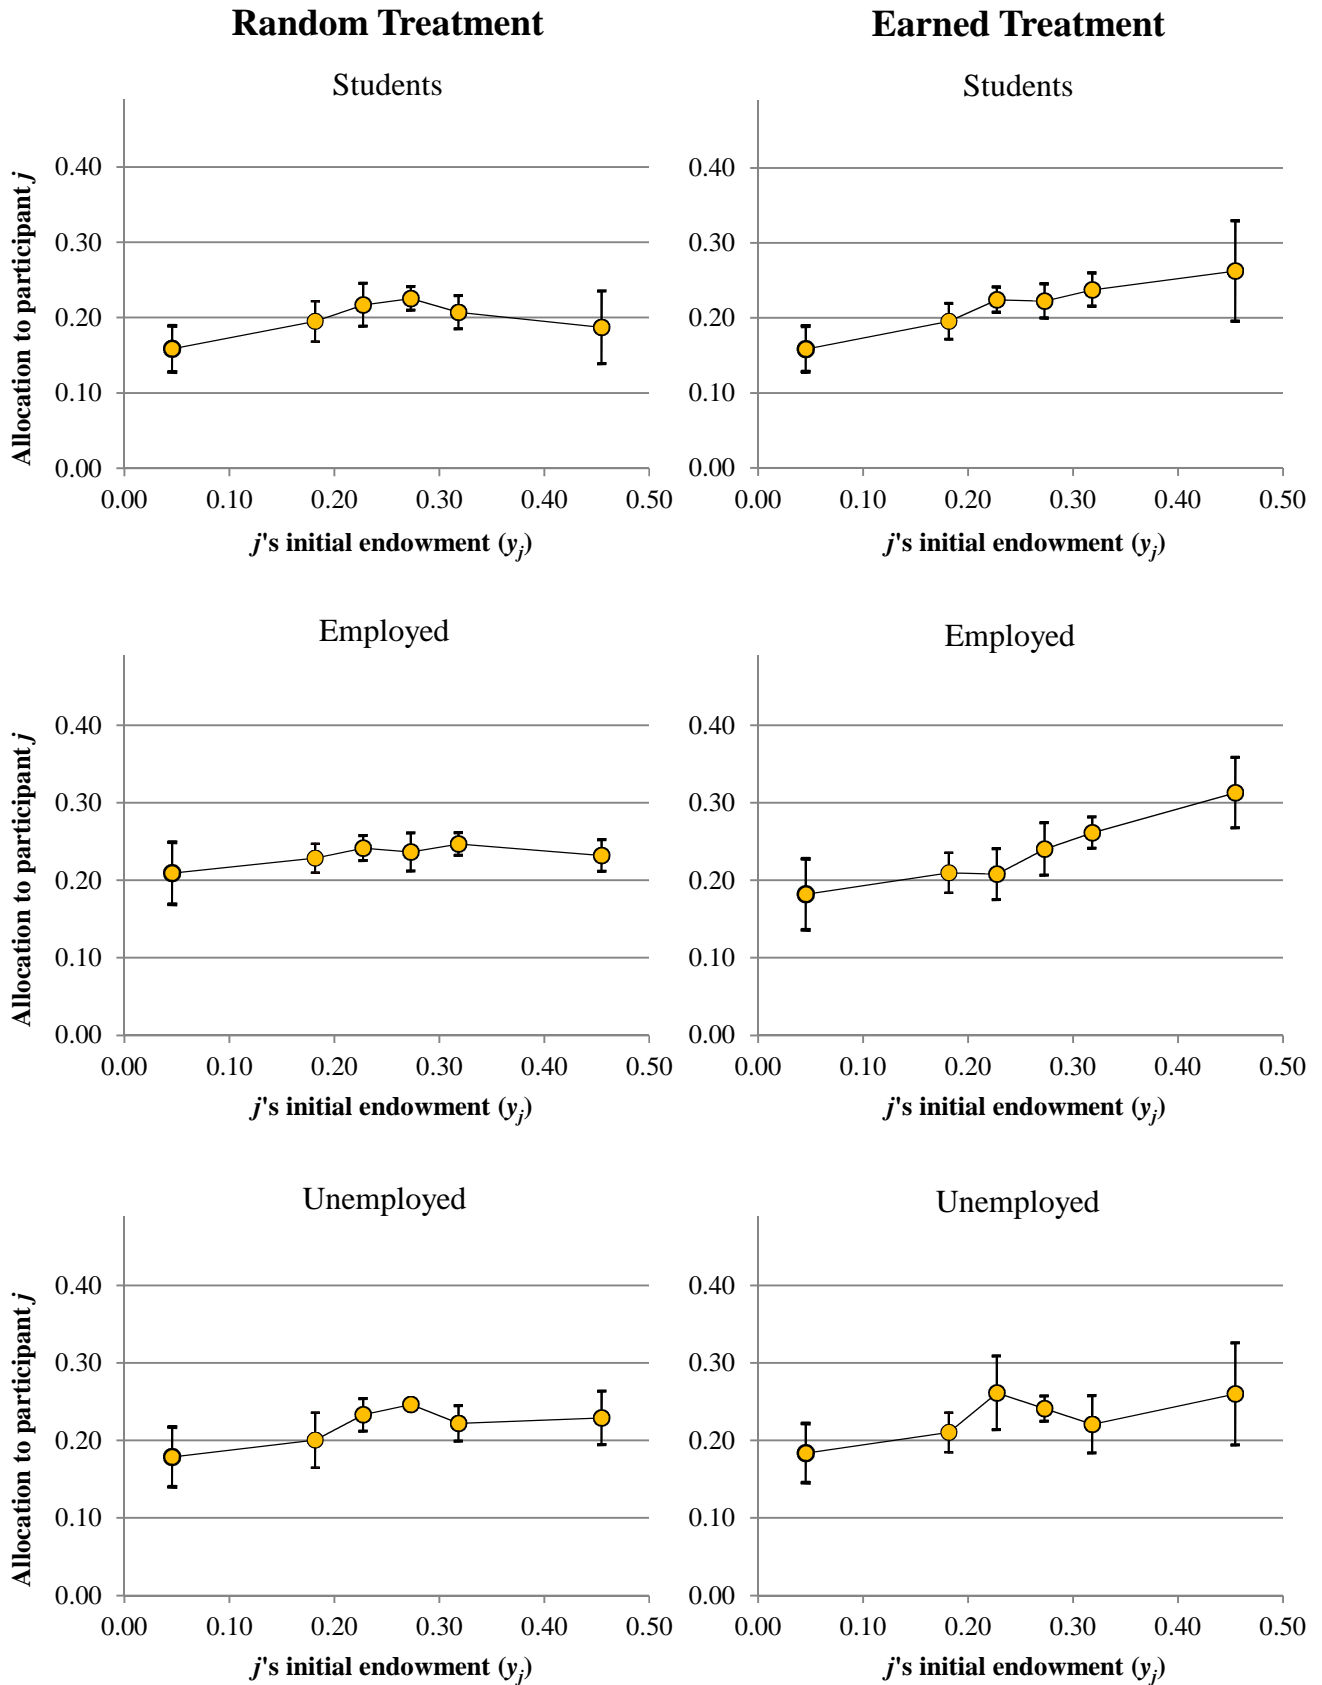 Random Treatment
Earned Treatment
Students
Allocation to participant j
0.40
0.30
0.20
0.10
0.00
0.00 0.10 0.20 0.30 0.40 0.50
j's initial endowment (yj)
Students
0.40
0.30
0.20
0.10
0.00
0.00 0.10 0.20 0.30 0.40 0.50
j's initial endowment (yj)
Employed
Allocation to participant j
0.40
0.30
0.20
0.10
0.00
0.00 0.10 0.20 0.30 0.40 0.50
j's initial endowment (yj)
Employed
0.40
0.30
0.20
0.10
0.00
0.00 0.10 0.20 0.30 0.40 0.50
j's initial endowment (yj)
Unemployed
Allocation to participant j
0.40
0.30
0.20
0.10
0.00
0.00 0.10 0.20 0.30 0.40 0.50
j's initial endowment (yj)
Unemployed
0.40
0.30
0.20
0.10
0.00
0.00 0.10 0.20 0.30 0.40 0.50
j's initial endowment (yj)